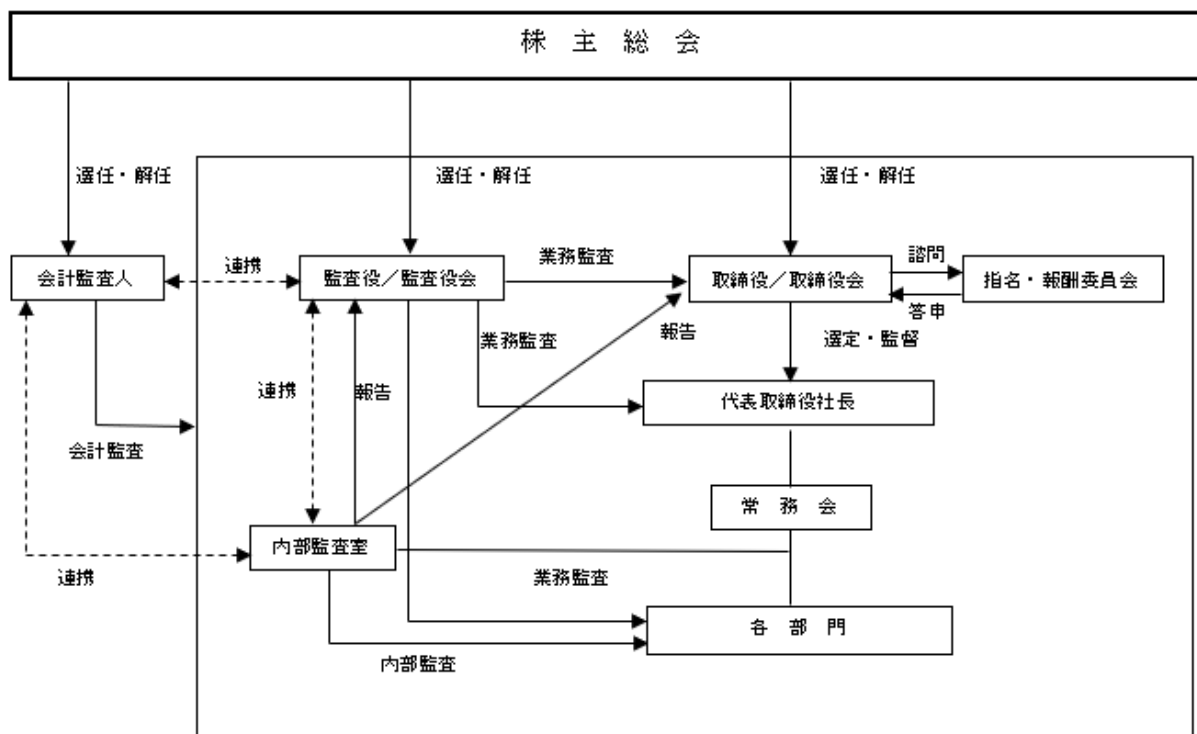 株 主 総 会
選任・解任
選任・解任
選任・解任
会計監査人
連携
監査役／監査役会
業務監査
取締役／取締役会
諮問
答申
指名・報酬委員会
業務監査
報告
選定・監督
連携
報告
代表取締役社長
会計監査
常 務 会
内部監査室
連携
業務監査
各 部 門
内部監査